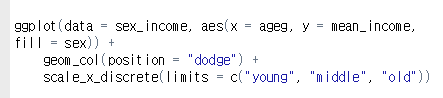 ggplot(data = sex_income, aes(x = ageg, y = mean_income,
fill = sex)) +
geom_col(position = "dodge") +
scale_x_discrete(limits = c("young", "middle", "old"))